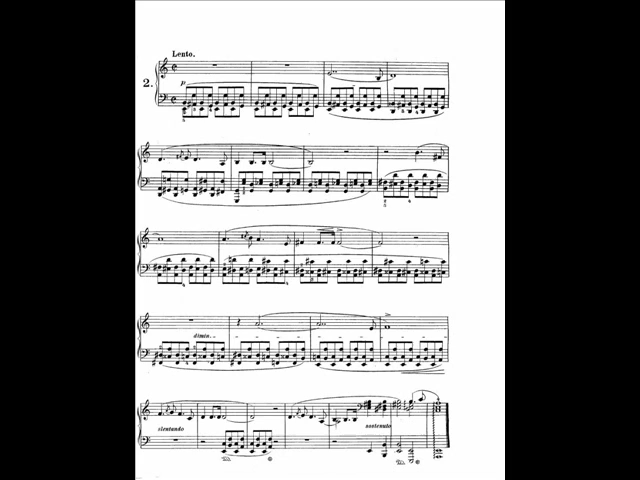 Lento.
2.
p
dimin.
slentando
sostenuto